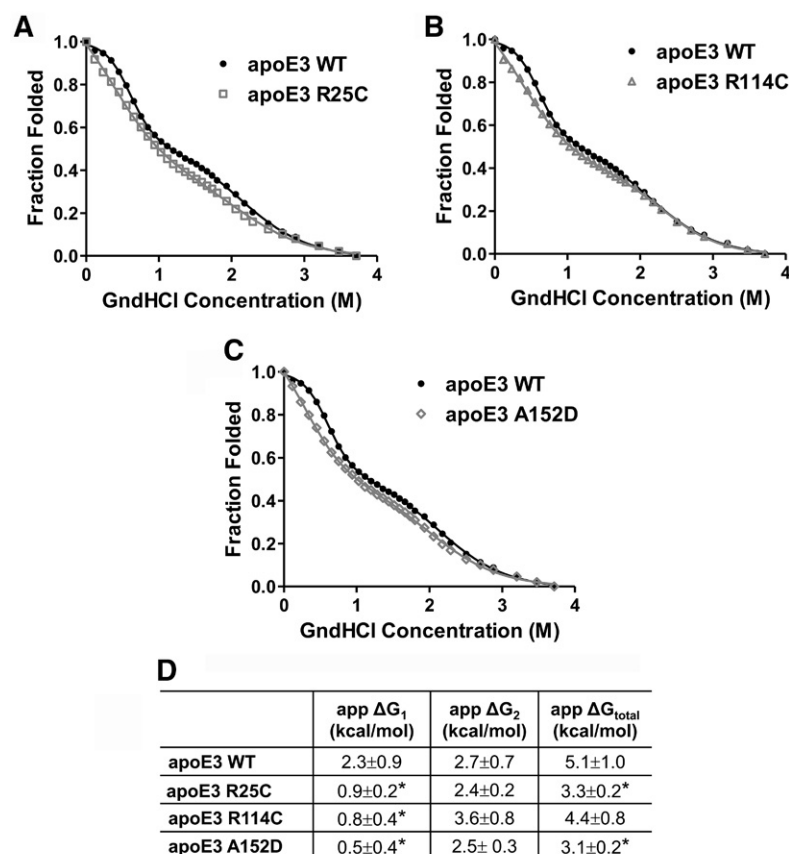 A
1.0
0.8
0.6
0.4
0.2
0.0
0
1
2
3
4
Fraction Folded
GndHCl Concentration (M)
apoE3 WT
apoE3 R25C
B
1.0
0.8
0.6
0.4
0.2
0.0
0
1
2
3
4
Fraction Folded
GndHCl Concentration (M)
apoE3 WT
apoE3 R114C
C
1.0
0.8
0.6
0.4
0.2
0.0
0
1
2
3
4
Fraction Folded
GndHCl Concentration (M)
apoE3 WT
apoE3 A152D
D
app ΔG₁ app ΔG₂ app ΔGtotal
(kcal/mol) (kcal/mol) (kcal/mol)
apoE3 WT 2.3±0.9 2.7±0.7 5.1±1.0
apoE3 R25C 0.9±0.2* 2.4±0.2 3.3±0.2*
apoE3 R114C 0.8±0.4* 3.6±0.8 4.4±0.8
apoE3 A152D 0.5±0.4* 2.5± 0.3 3.1±0.2*